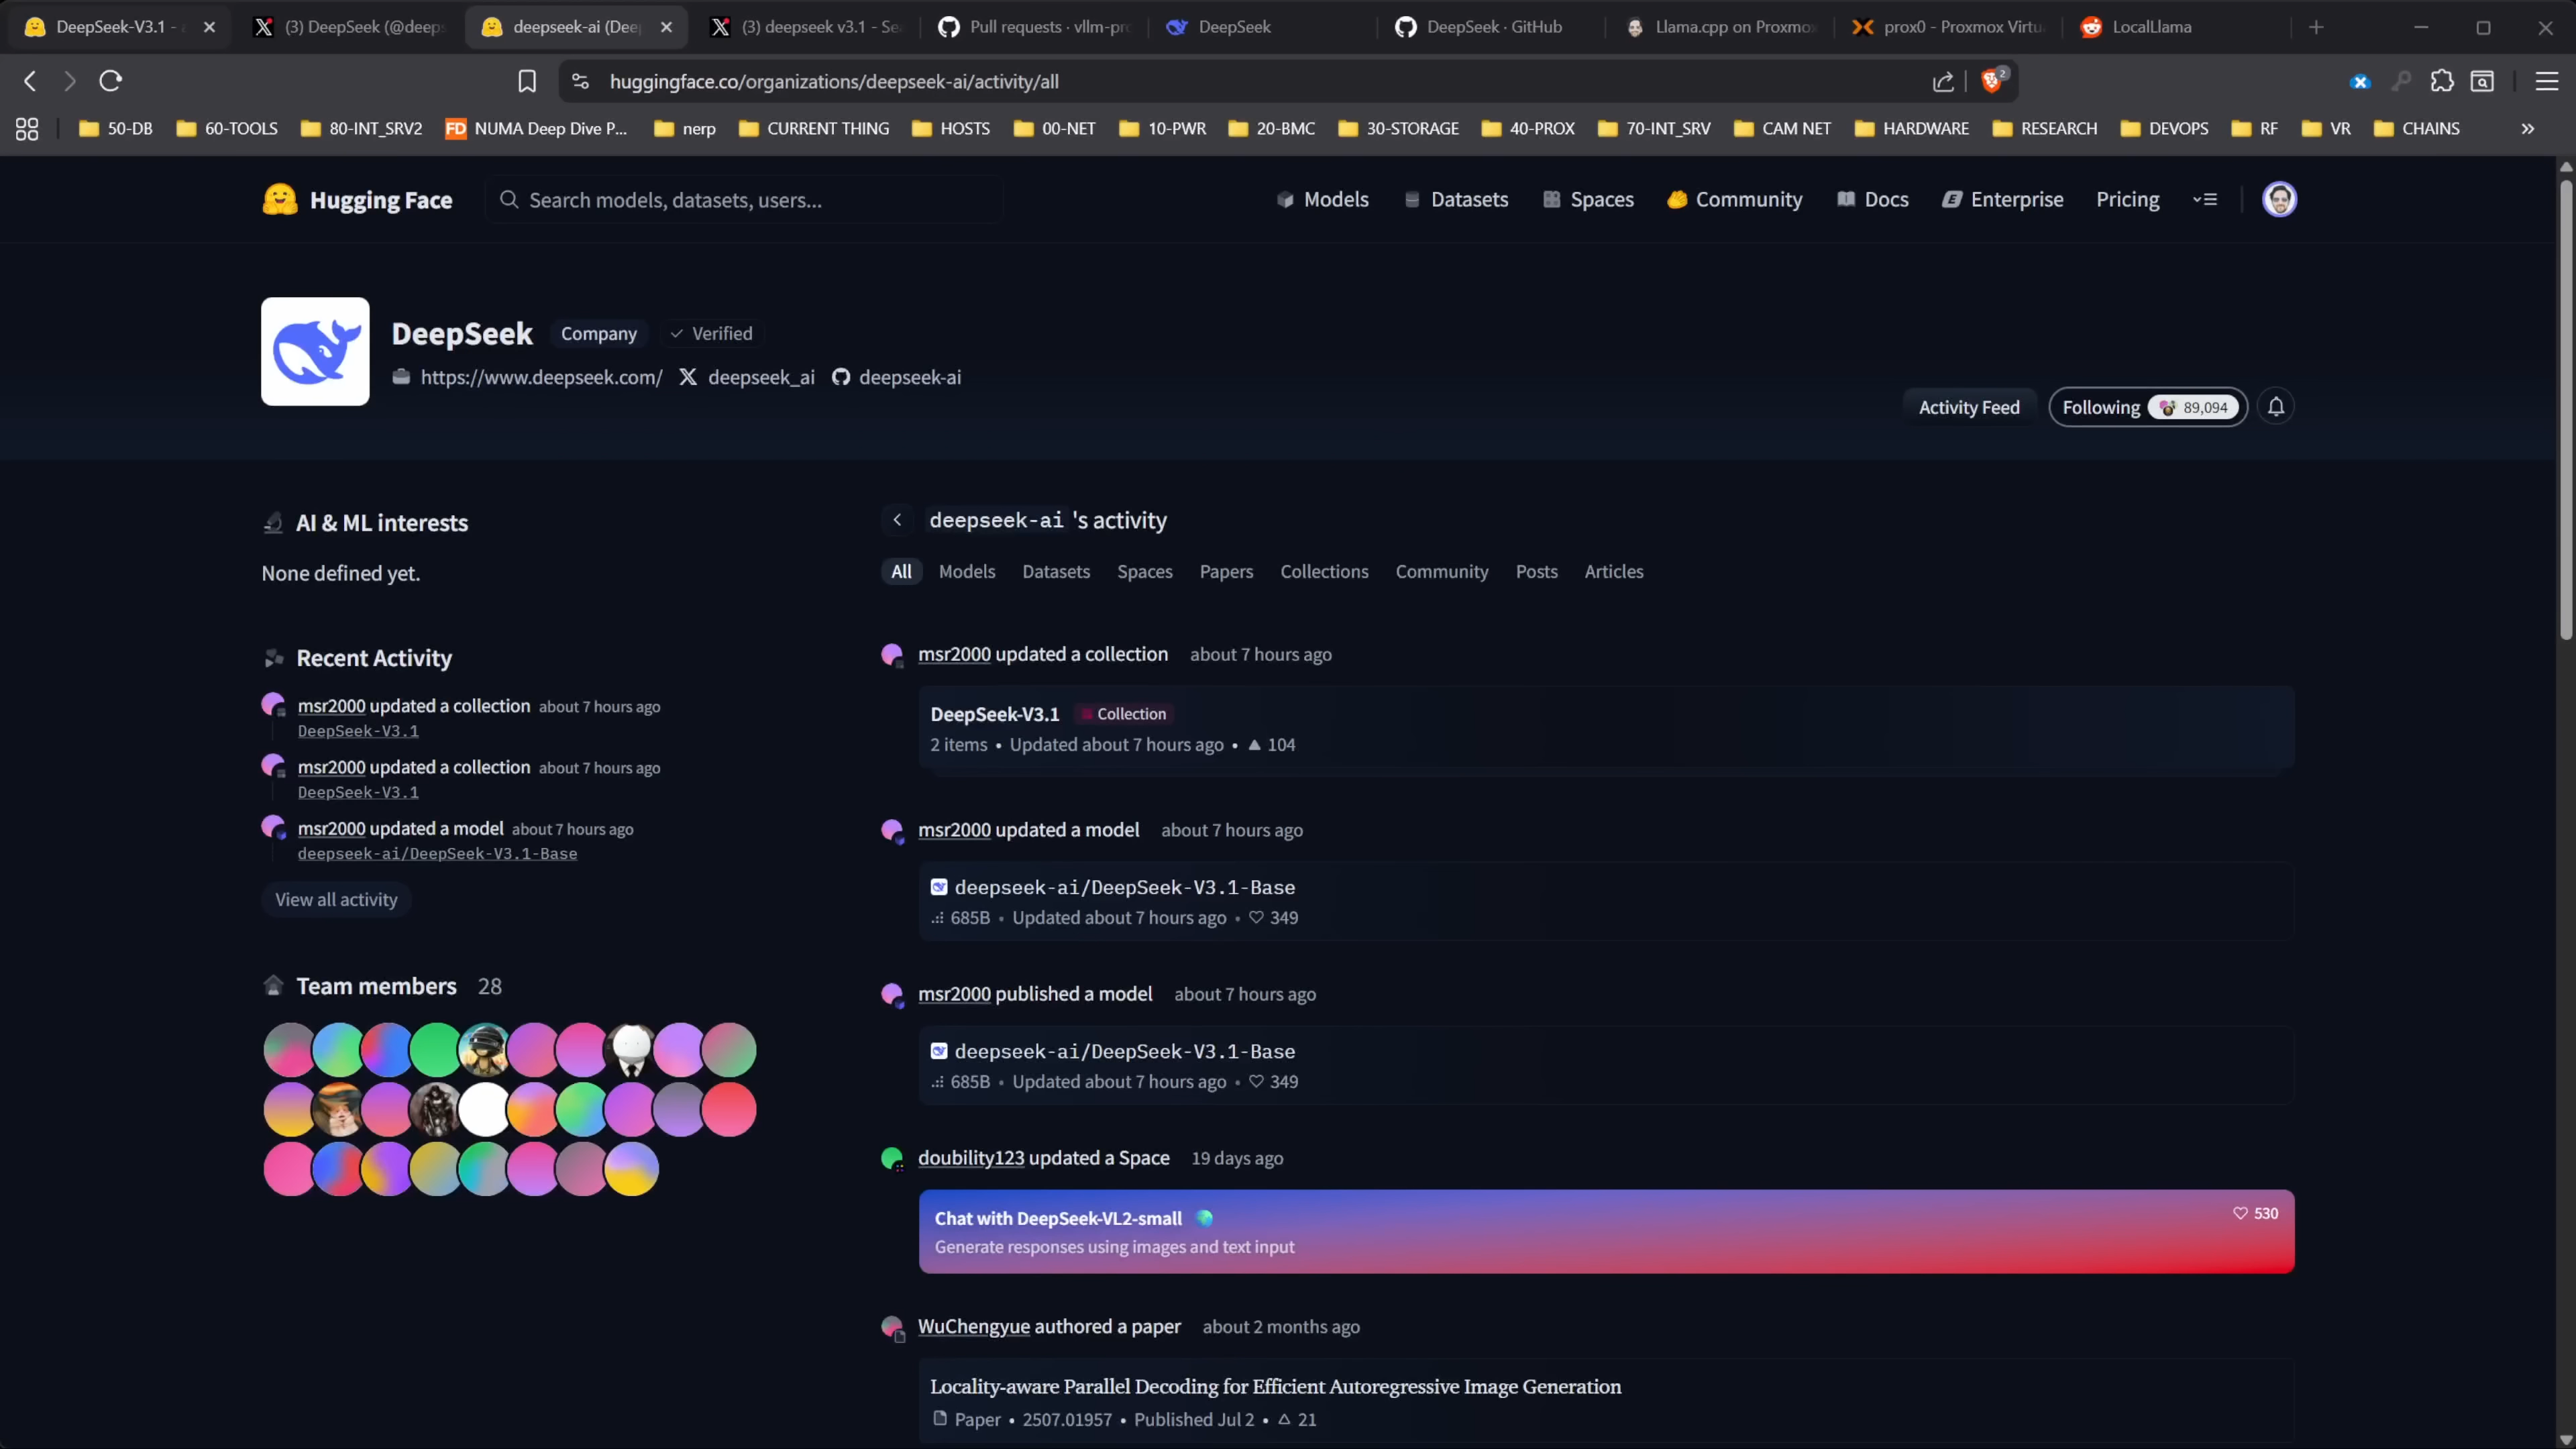 DeepSeek-V3.1 -
(3) DeepSeek (@deeps
deepseek-ai (Dee
(3) deepseek v3.1 - Se
Pull requests · vllm-pr
DeepSeek
DeepSeek · GitHub
Llama.cpp on Proxmo
prox0 - Proxmox Virtu
LocalLlama
huggingface.co/organizations/deepseek-ai/activity/all
2
50-DB
60-TOOLS
80-INT_SRV2
FD NUMA Deep Dive P...
nerp
CURRENT THING
HOSTS
00-NET
10-PWR
20-BMC
30-STORAGE
40-PROX
70-INT_SRV
CAM NET
HARDWARE
RESEARCH
DEVOPS
RF
VR
CHAINS
Hugging Face
Search models, datasets, users...
Models
Datasets
Spaces
Community
Docs
Enterprise
Pricing
DeepSeek Company Verified
https://www.deepseek.com/ deepseek_ai deepseek-ai
Activity Feed
Following 89,094
AI & ML interests
None defined yet.
Recent Activity
msr2000 updated a collection about 7 hours ago
DeepSeek-V3.1
msr2000 updated a collection about 7 hours ago
DeepSeek-V3.1
msr2000 updated a model about 7 hours ago
deepseek-ai/DeepSeek-V3.1-Base
View all activity
Team members 28
deepseek-ai 's activity
All Models Datasets Spaces Papers Collections Community Posts Articles
msr2000 updated a collection about 7 hours ago
DeepSeek-V3.1 Collection
2 items • Updated about 7 hours ago • 104
msr2000 updated a model about 7 hours ago
deepseek-ai/DeepSeek-V3.1-Base
685B • Updated about 7 hours ago • 349
msr2000 published a model about 7 hours ago
deepseek-ai/DeepSeek-V3.1-Base
685B • Updated about 7 hours ago • 349
doubility123 updated a Space 19 days ago
Chat with DeepSeek-VL2-small
530
Generate responses using images and text input
WuChengyue authored a paper about 2 months ago
Locality-aware Parallel Decoding for Efficient Autoregressive Image Generation
Paper • 2507.01957 • Published Jul 2 • 21